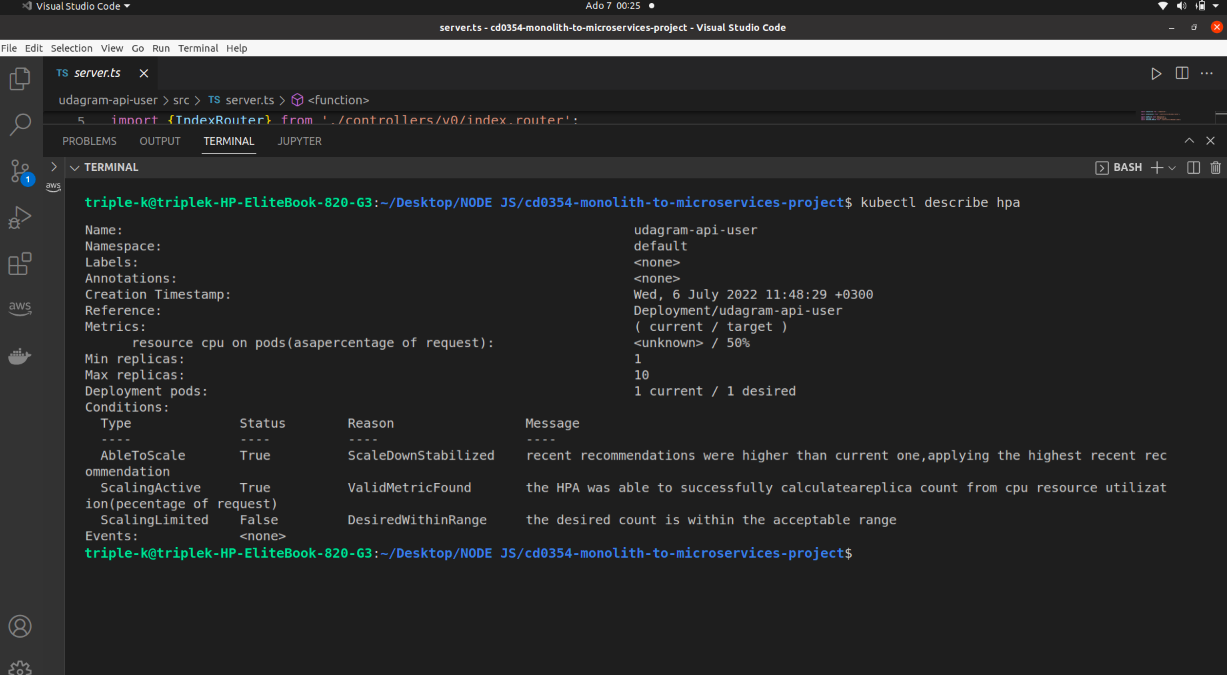 Visual Studio Code
Ado 7 00:25
server.ts - cd0354-monolith-to-microservices-project - Visual Studio Code
File Edit Selection View Go Run Terminal Help
TS server.ts
udagram-api-user > src > TS server.ts > <function>
5 import {IndexRouter} from './controllers/v0/index.router';
PROBLEMS OUTPUT TERMINAL JUPYTER
TERMINAL
BASH
1
aws
aws
triple-k@triplek-HP-EliteBook-820-G3:~/Desktop/NODE JS/cd0354-monolith-to-microservices-project$ kubectl describe hpa
Name: udagram-api-user
Namespace: default
Labels: <none>
Annotations: <none>
Creation Timestamp: Wed, 6 July 2022 11:48:29 +0300
Reference: Deployment/udagram-api-user
Metrics: ( current / target )
resource cpu on pods(asapercentage of request): <unknown> / 50%
Min replicas: 1
Max replicas: 10
Deployment pods: 1 current / 1 desired
Conditions:
Type Status Reason Message
---- ---- ---- ----
AbleToScale True ScaleDownStabilized recent recommendations were higher than current one,applying the highest recent rec
ommendation
ScalingActive True ValidMetricFound the HPA was able to successfully calculateareplica count from cpu resource utilizat
ion(pecentage of request)
ScalingLimited False DesiredWithinRange the desired count is within the acceptable range
Events: <none>
triple-k@triplek-HP-EliteBook-820-G3:~/Desktop/NODE JS/cd0354-monolith-to-microservices-project$